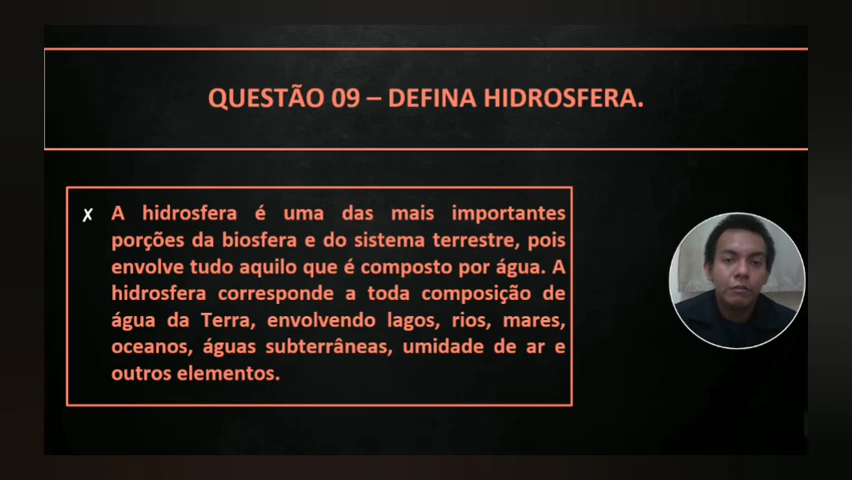 QUESTÃO 09 – DEFINA HIDROSFERA.
✗ A hidrosfera é uma das mais importantes
porções da biosfera e do sistema terrestre, pois
envolve tudo aquilo que é composto por água. A
hidrosfera corresponde a toda composição de
água da Terra, envolvendo lagos, rios, mares,
oceanos, águas subterrâneas, umidade de ar e
outros elementos.